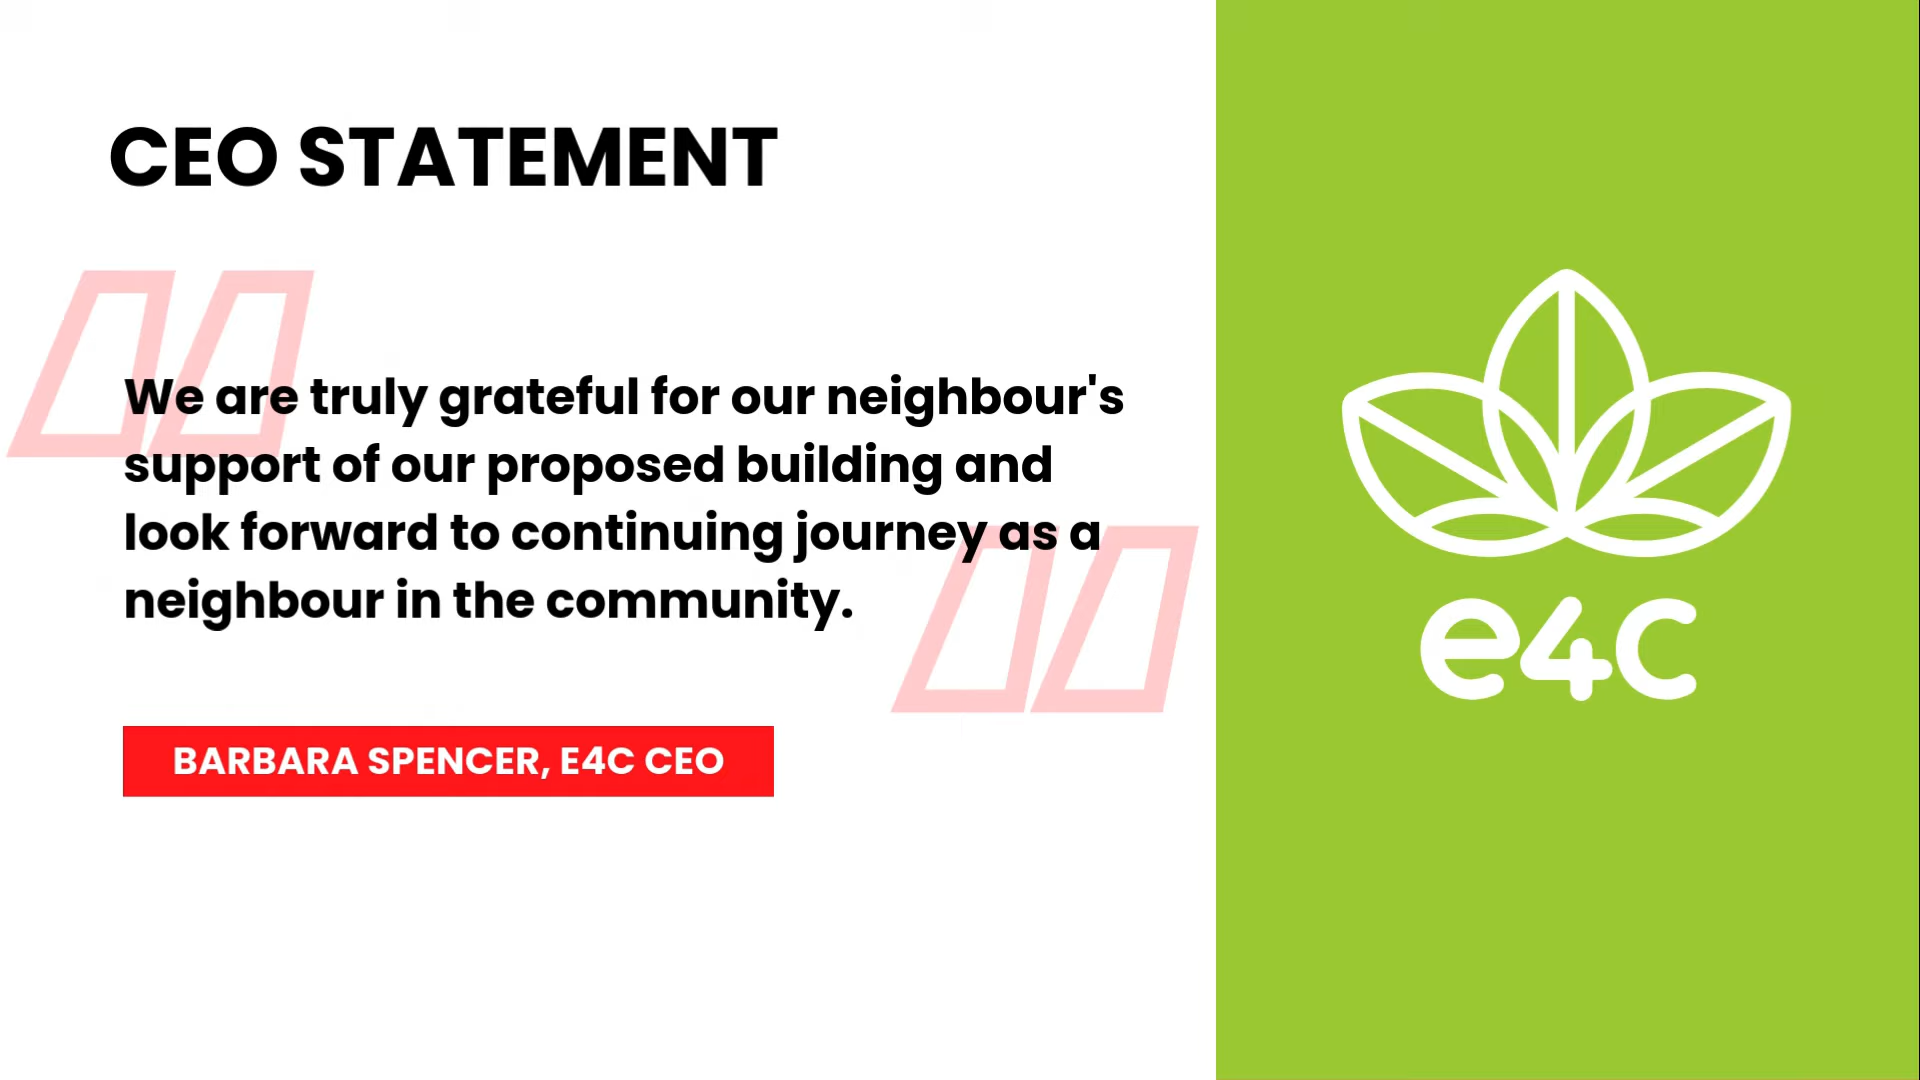 CEO STATEMENT
We are truly grateful for our neighbour's
support of our proposed building and
look forward to continuing journey as a
neighbour in the community.
BARBARA SPENCER, E4C CEO
e4c